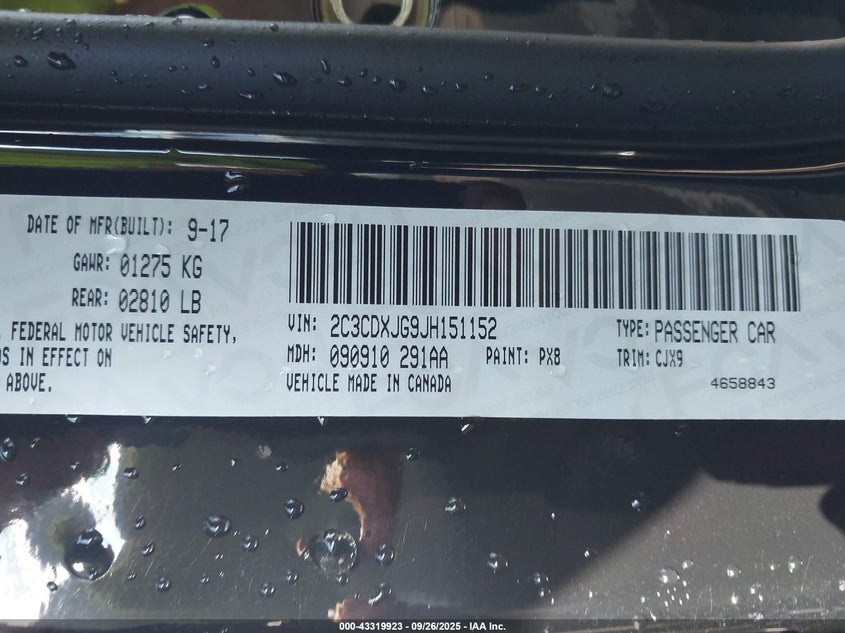 DATE OF MFR(BUILT): 9-17
GAWR: 01275 KG
REAR: 02810 LB
, FEDERAL MOTOR VEHICLE SAFETY,
DS IN EFFECT ON
ABOVE.
VIN: 2C3CDXJG9JH151152
TYPE: PASSENGER CAR
MDH: 090910 291AA
PAINT: PX8
TRIM: CJX9
VEHICLE MADE IN CANADA
4658843
000-43319923 - 09/26/2025 - IAA Inc.